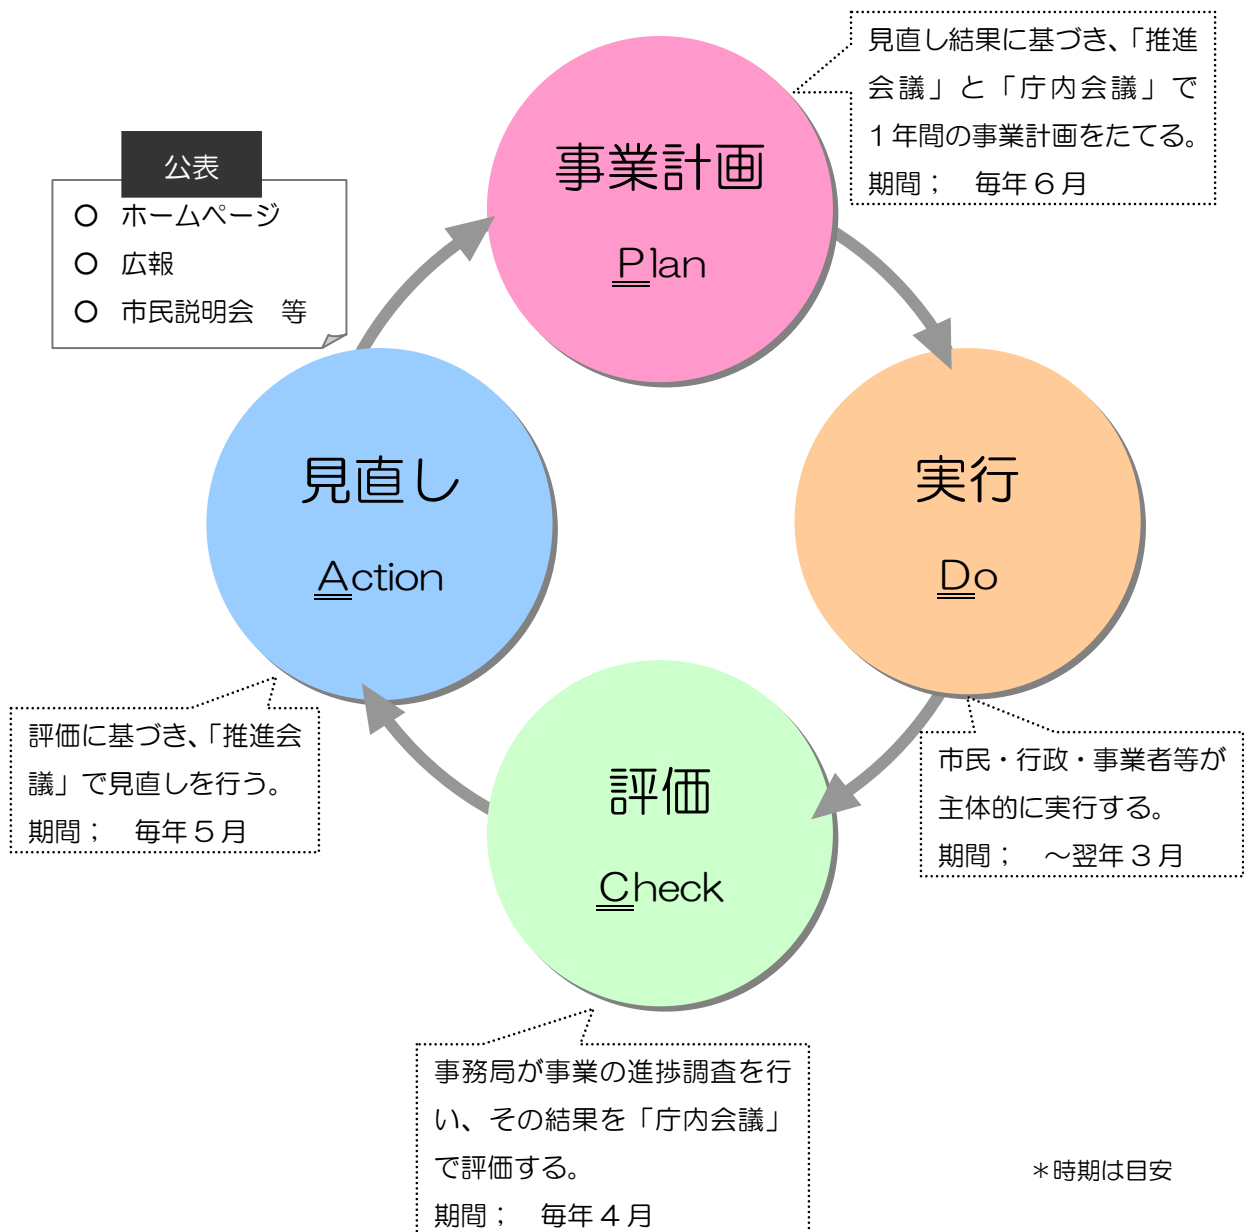 見直し結果に基づき、「推進
会議」と「庁内会議」で
１年間の事業計画をたてる。
期間；　毎年６月
事業計画
Plan
公表
○ ホームページ
○ 広報
○ 市民説明会　等
見直し
Action
実行
Do
評価に基づき、「推進会
議」で見直しを行う。
期間；　毎年５月
市民・行政・事業者等が
主体的に実行する。
期間；　～翌年３月
評価
Check
事務局が事業の進捗調査を行
い、その結果を「庁内会議」
で評価する。
期間；　毎年４月
＊時期は目安